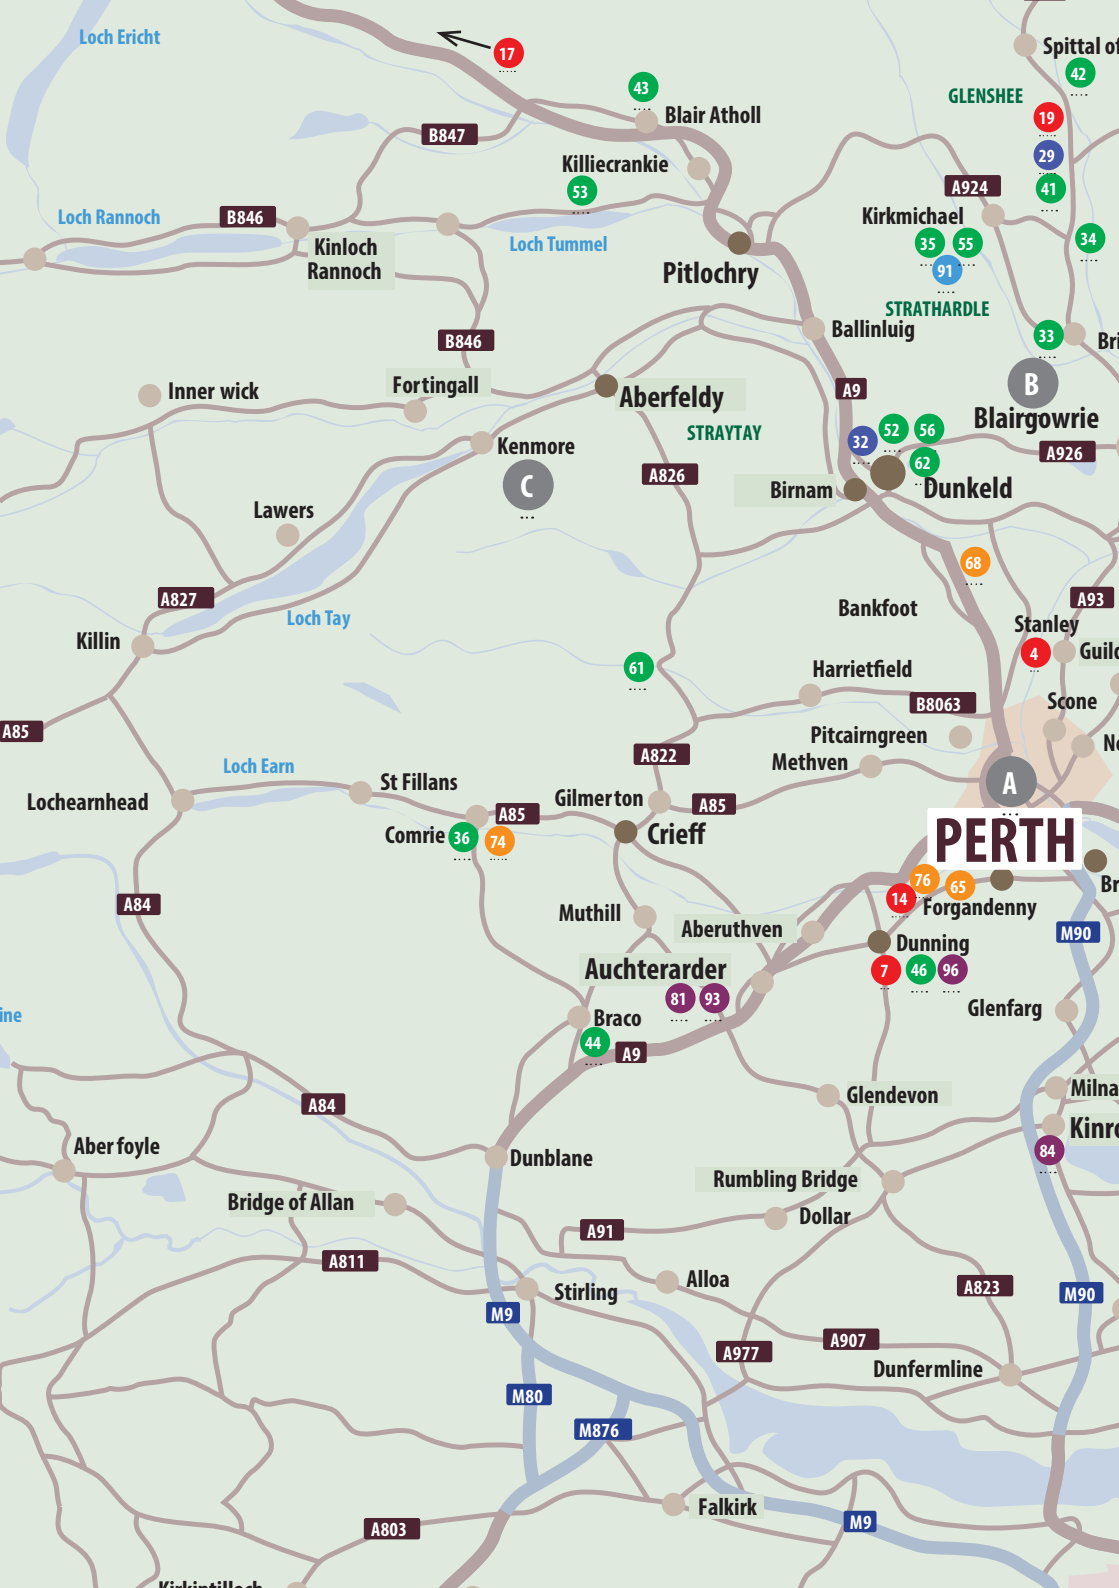 Loch Ericht
17
Spittal of
42
43
GLENSHEE
Blair Atholl
19
B847
29
Killiecrankie
53
A924
41
Loch Rannoch
B846
Kirkmichael
Loch Tummel
35
55
34
Kinloch
Rannoch
Pitlochry
91
STRATHARDLE
Ballinluig
33
B846
Bri
Fortingall
Inner wick
A9
B
Aberfeldy
Blairgowrie
STRAYTAY
52
56
32
Kenmore
A926
62
A826
C
Birnam
Dunkeld
Lawers
68
A827
A93
Bankfoot
Loch Tay
Stanley
Killin
4
Guild
61
Harrietfield
B8063
Scone
A85
Pitcairngreen
A822
Methven
Loch Earn
A
St Fillans
Lochearnhead
Gilmerton
A85
A85
Comrie
36
74
Crieff
PERTH
76
65
Br
14
A84
Forgandenny
Muthill
Aberuthven
M90
Dunning
Auchterarder
7
46
96
81
93
Glenfarg
ine
Braco
44
A9
Glendevon
Milna
A84
Kinro
Aber foyle
84
Dunblane
Rumbling Bridge
Bridge of Allan
Dollar
A91
A811
Alloa
A823
Stirling
M90
M9
A907
A977
Dunfermline
M80
M876
Falkirk
M9
A803